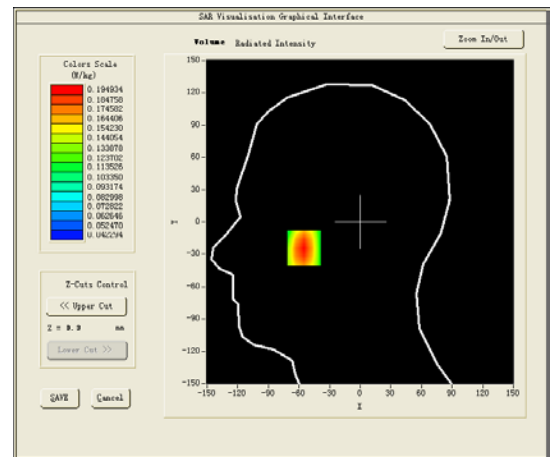 SAR Visualisation Graphical Interface
Volume Radiated Intensity
Zoom In/Out
Colors Scale
(W/kg)
0.194934
0.184758
0.174582
0.164406
0.154230
0.144054
0.133878
0.123702
0.113526
0.103350
0.093174
0.082998
0.072822
0.062646
0.052470
0.042294
Z-Cuts Control
<< Upper Cut
Z = mm
Lower Cut >>
SAVE Cancel
150
120
90
60
30
0
-30
-60
-90
-120
-150
Y
-150 -120 -90 -60 -30 0 30 60 90 120 150
X